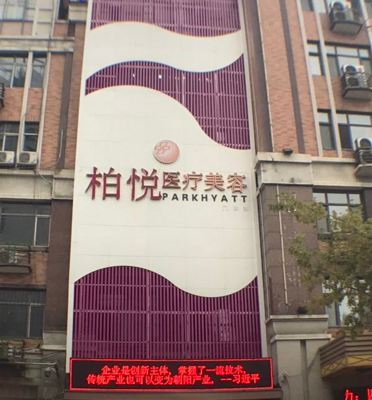 柏悦医疗美容
PARKHYATT
企业是创新主体，掌握了一流技术，
传统产业也可以变为朝阳产业。--习近平